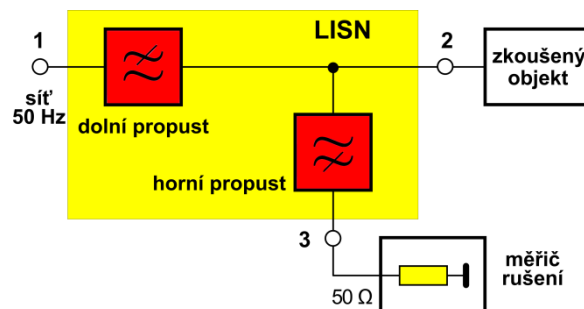 1
LISN
2
zkoušený
objekt
síť
50 Hz
dolní propust
horní propust
3
měřič
rušení
50 Ω